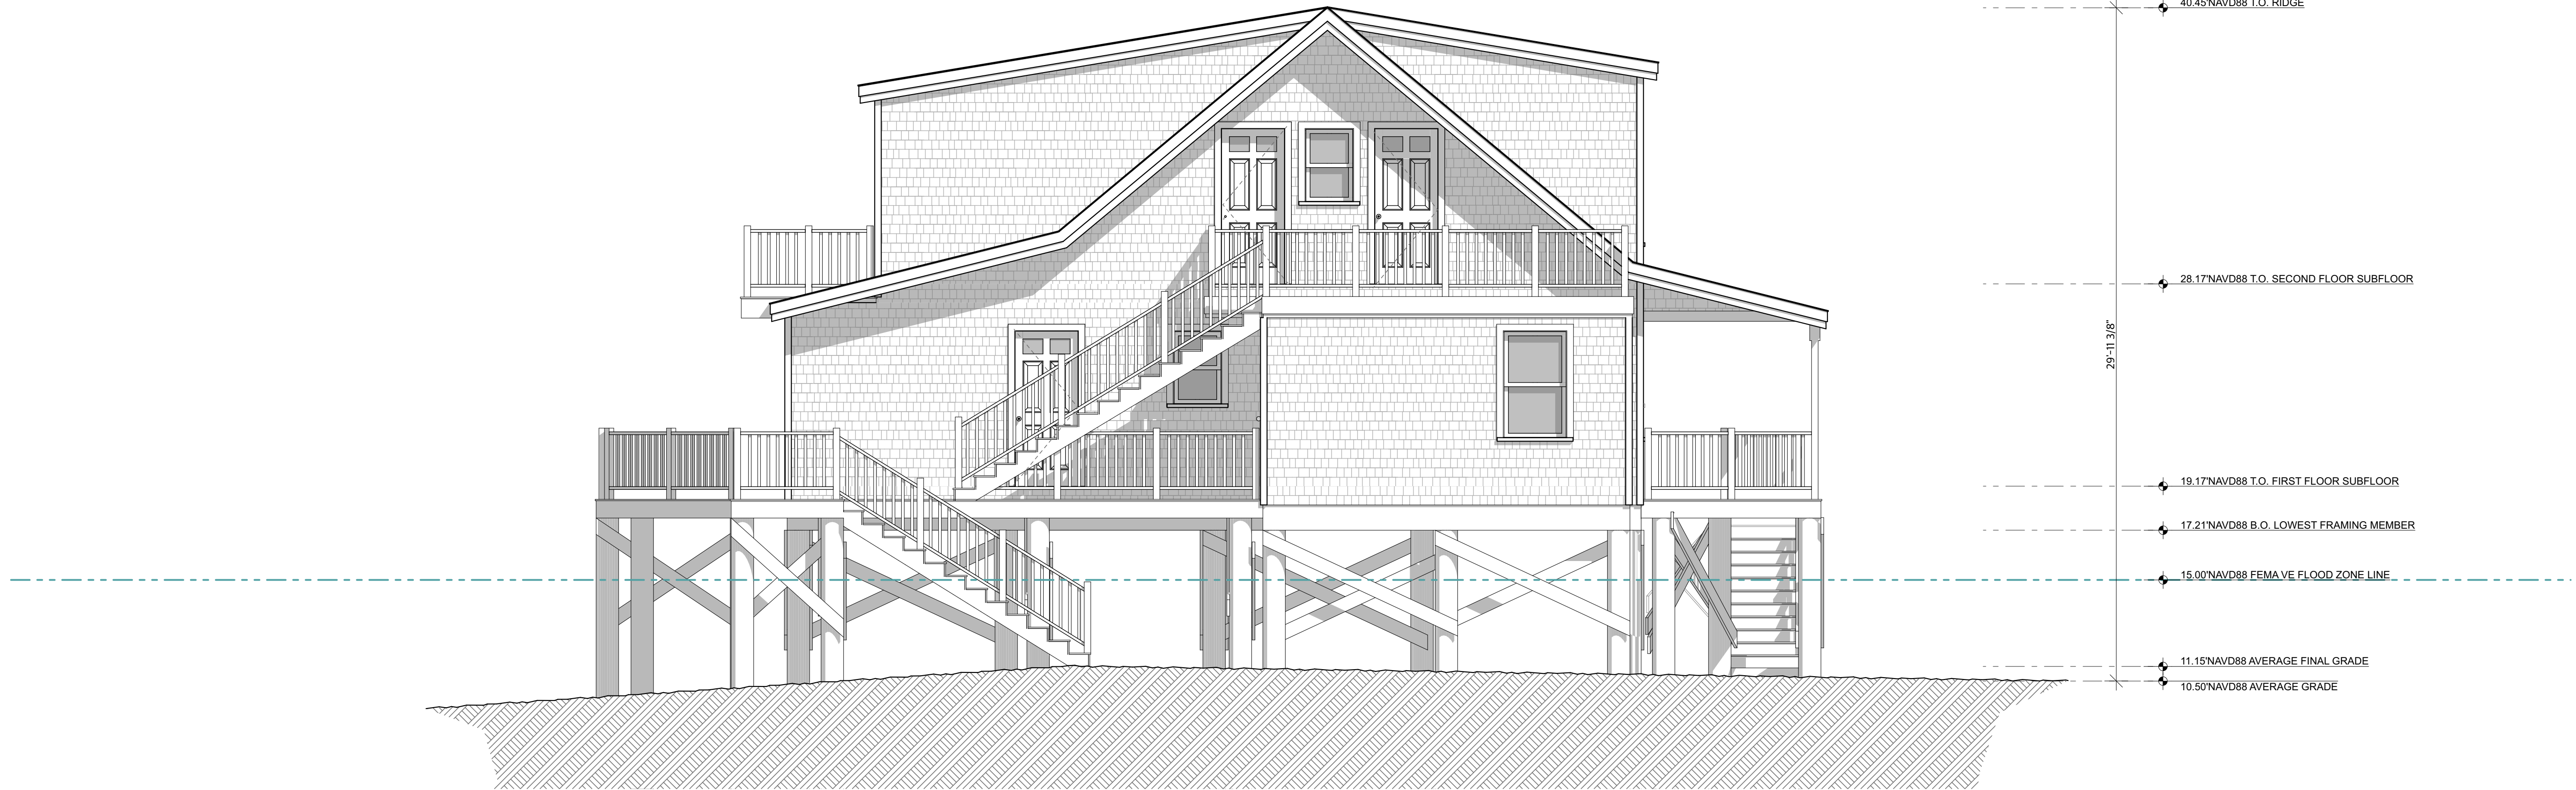 40.45'NAVD88 T.O. RIDGE
28.17'NAVD88 T.O. SECOND FLOOR SUBFLOOR
29'-11 3/8"
19.17'NAVD88 T.O. FIRST FLOOR SUBFLOOR
17.21'NAVD88 B.O. LOWEST FRAMING MEMBER
15.00'NAVD88 FEMA VE FLOOD ZONE LINE
11.15'NAVD88 AVERAGE FINAL GRADE
10.50'NAVD88 AVERAGE GRADE